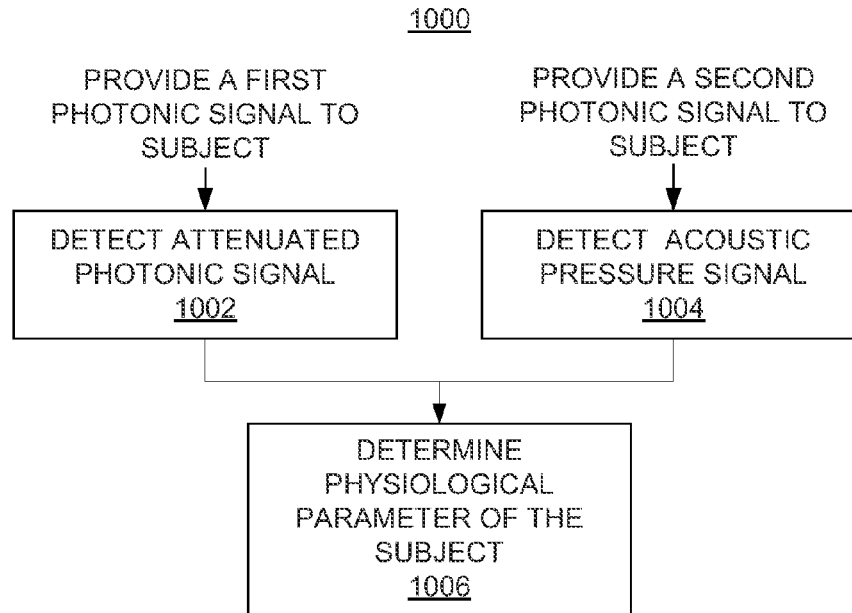 1000
PROVIDE A FIRST
PHOTONIC SIGNAL TO
SUBJECT
PROVIDE A SECOND
PHOTONIC SIGNAL TO
SUBJECT
DETECT ATTENUATED
PHOTONIC SIGNAL
1002
DETECT ACOUSTIC
PRESSURE SIGNAL
1004
DETERMINE
PHYSIOLOGICAL
PARAMETER OF THE
SUBJECT
1006